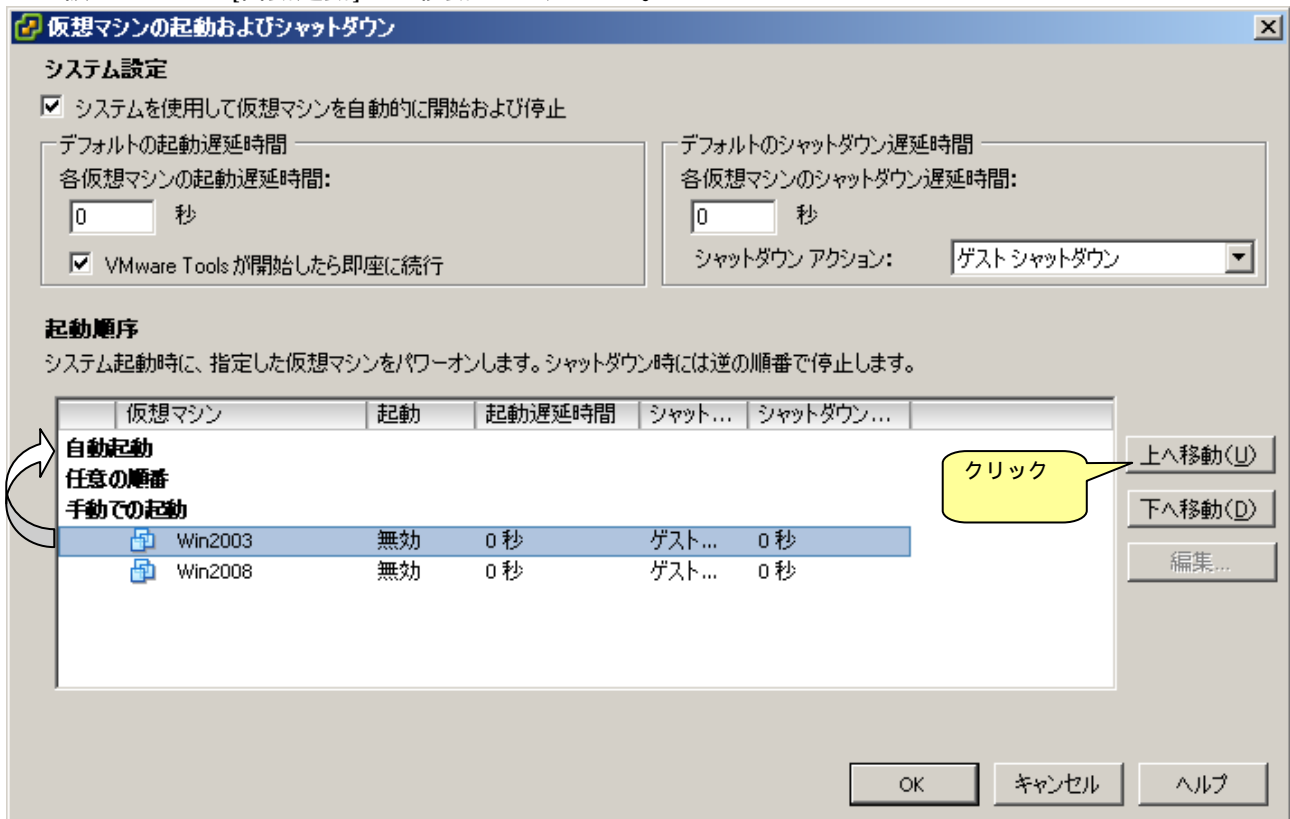 仮想マシンの起動およびシャットダウン
システム設定
システムを使用して仮想マシンを自動的に開始および停止
デフォルトの起動遅延時間
各仮想マシンの起動遅延時間:
0 秒
VMware Tools が開始したら即座に続行
デフォルトのシャットダウン遅延時間
各仮想マシンのシャットダウン遅延時間:
0 秒
シャットダウン アクション: ゲスト シャットダウン
起動順序
システム起動時に、指定した仮想マシンをパワーオンします。シャットダウン時には逆の順番で停止します。
仮想マシン 起動 起動遅延時間 シャット... シャットダウン...
自動起動
任意の順番
手動での起動
Win2003 無効 0 秒 ゲスト... 0 秒
Win2008 無効 0 秒 ゲスト... 0 秒
クリック
上へ移動(U)
下へ移動(D)
編集...
OK キャンセル ヘルプ